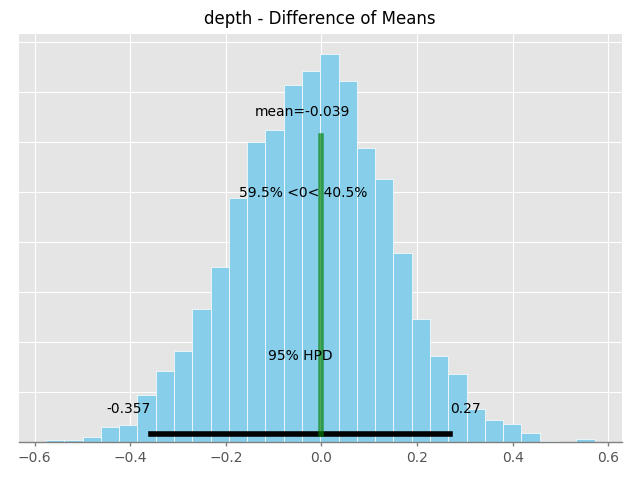 depth - Difference of Means
mean=-0.039
59.5% <0< 40.5%
95% HPD
-0.357
0.27
−0.6 −0.4 −0.2 0.0 0.2 0.4 0.6